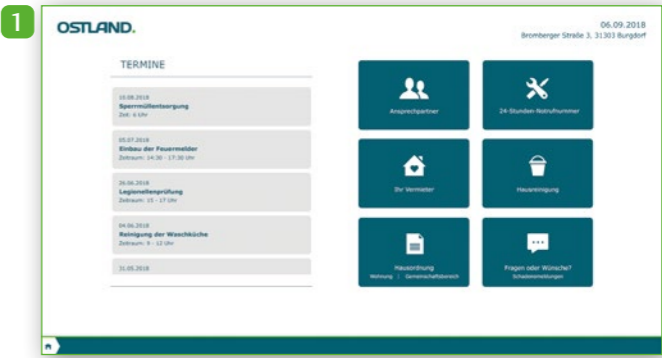 1
OSTLAND.
06.09.2018
Bromberger Straße 3, 31303 Burgdorf
TERMINE
10.08.2018
Sperrmüllentsorgung
Zeit: 6 Uhr
05.07.2018
Einbau der Feuermelder
Zeitraum: 14:30 - 17:30 Uhr
26.06.2018
Legionellenprüfung
Zeitraum: 15 - 17 Uhr
04.06.2018
Reinigung der Waschküche
Zeitraum: 9 - 12 Uhr
31.05.2018
Ansprechpartner
24-Stunden-Notrufnummer
Ihr Vermieter
Hausreinigung
Hausordnung
Wohnung | Gemeinschaftsbereich
Fragen oder Wünsche?
Schadensmeldungen